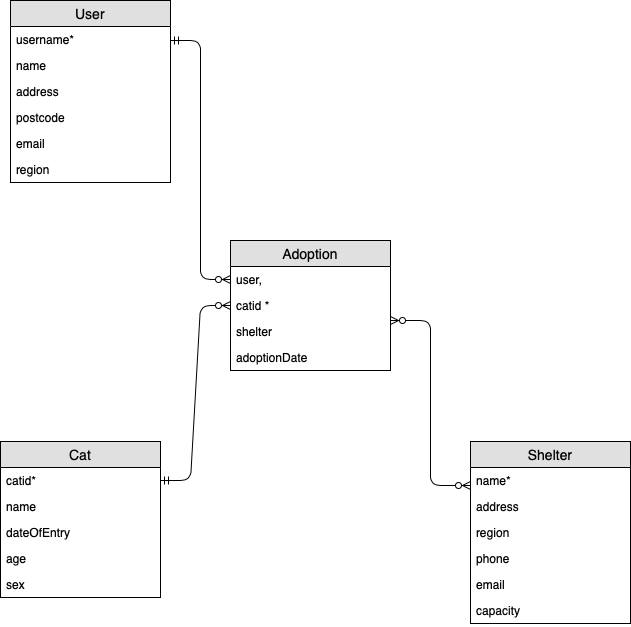 User
username*
name
address
postcode
email
region
Adoption
user,
catid *
shelter
adoptionDate
Cat
catid*
name
dateOfEntry
age
sex
Shelter
name*
address
region
phone
email
capacity